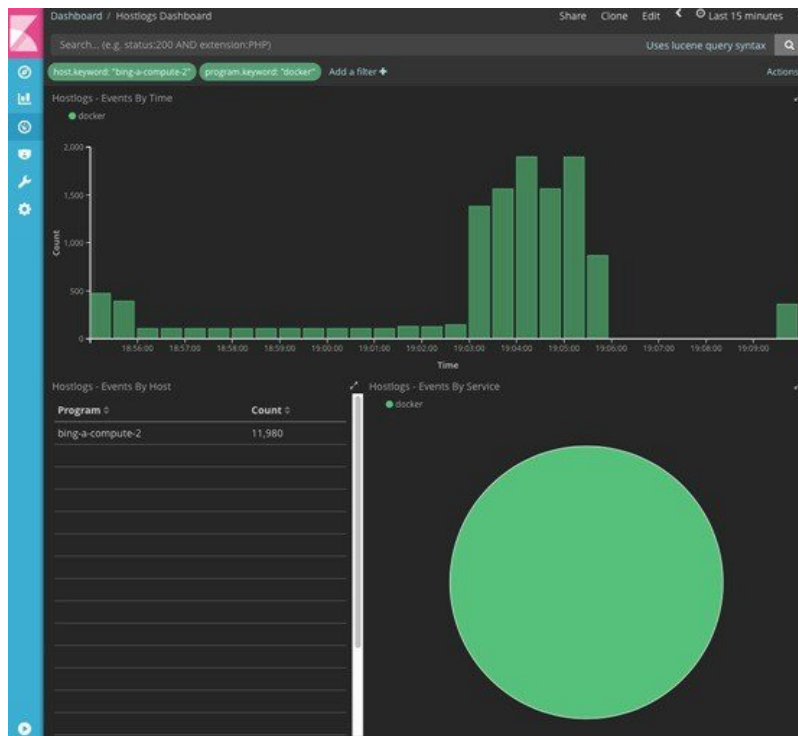 Dashboard / Hostlogs Dashboard
Share Clone Edit Last 15 minutes
Search... (e.g. status:200 AND extension:PHP)
Uses lucene query syntax
host.keyword: "bing-a-compute-2" program.keyword: "docker" Add a filter +
Actions
Hostlogs - Events By Time
docker
2,000
1,500
1,000
500
0
Count
18:56:00 18:57:00 18:58:00 18:59:00 19:00:00 19:01:00 19:02:00 19:03:00 19:04:00 19:05:00 19:06:00 19:07:00 19:08:00 19:09:00
Time
Hostlogs - Events By Host
Program Count
bing-a-compute-2 11,980
Hostlogs - Events By Service
docker